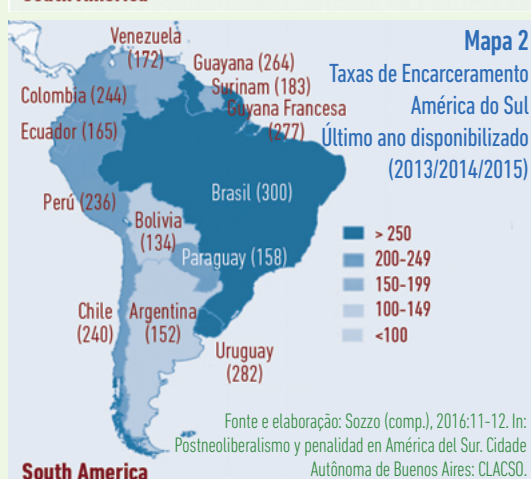 Mapa 2
Taxas de Encarceramento
América do Sul
Último ano disponibilizado
(2013/2014/2015)
Venezuela
(172)
Guayana (264)
Surinam (183)
Guyana Francesa
(277)
Colombia (244)
Ecuador (165)
Perú (236)
Brasil (300)
Bolivia
(134)
Paraguay (158)
Chile
(240)
Argentina
(152)
Uruguay
(282)
> 250
200-249
150-199
100-149
<100
Fonte e elaboração: Sozzo (comp.), 2016:11-12. In:
Postneoliberalismo y penalidad en América del Sur. Cidade
Autônoma de Buenos Aires: CLACSO.
South America